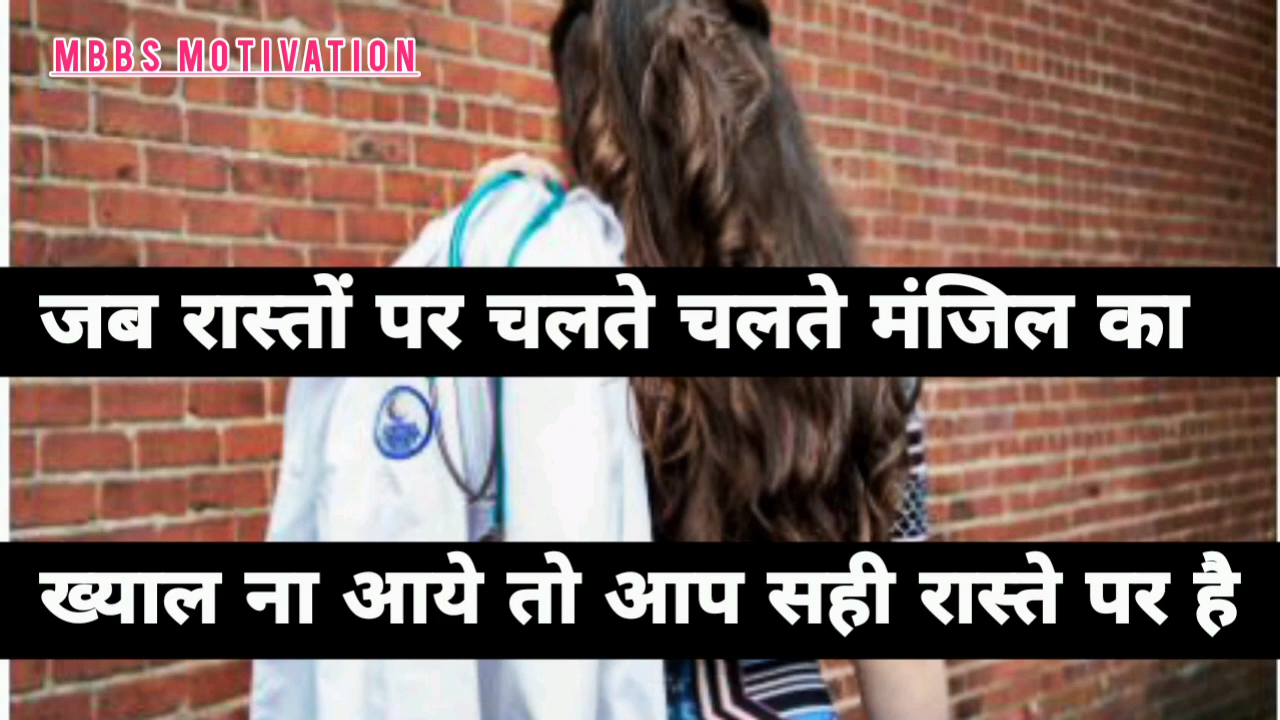 MBBS MOTIVATION
जब रास्तों पर चलते चलते मंजिल का
ख्याल ना आये तो आप सही रास्ते पर है